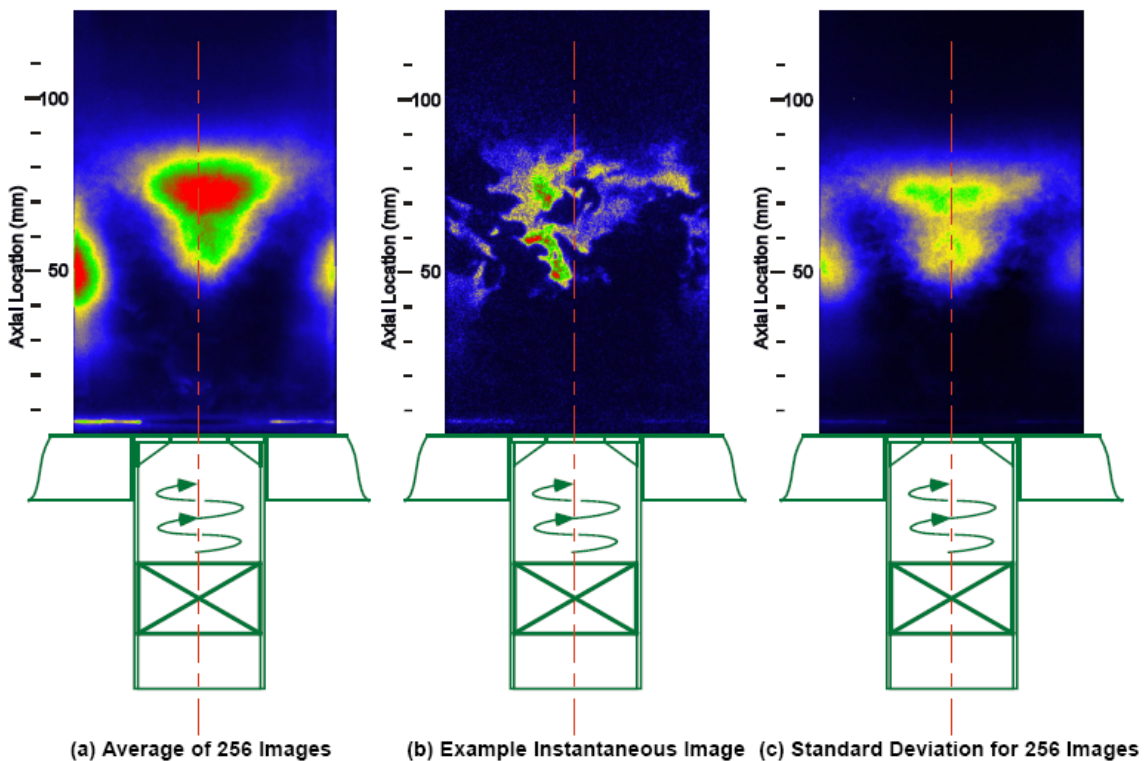 100
50
Axial Location (mm)
100
50
Axial Location (mm)
100
50
Axial Location (mm)
(a) Average of 256 Images
(b) Example Instantaneous Image
(c) Standard Deviation for 256 Images